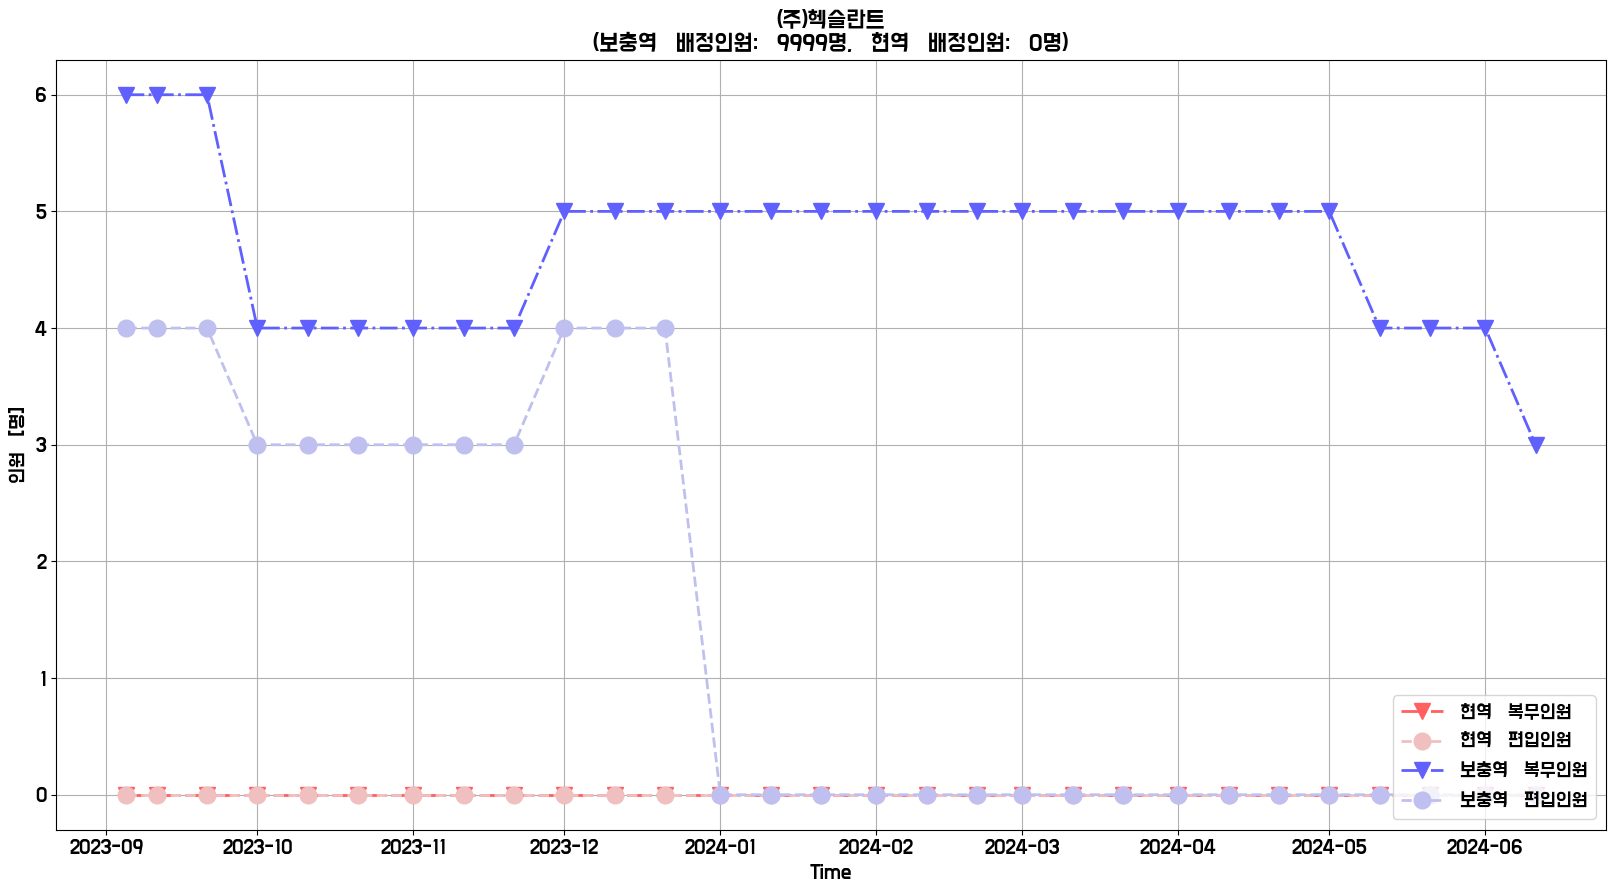 (주)헥슬란트
(보충역 배정인원: 9999명, 현역 배정인원: 0명)
인원 [명]
6
5
4
3
2
1
0
현역 복무인원
현역 편입인원
보충역 복무인원
보충역 편입인원
2023-09 2023-10 2023-11 2023-12 2024-01 2024-02 2024-03 2024-04 2024-05 2024-06
Time